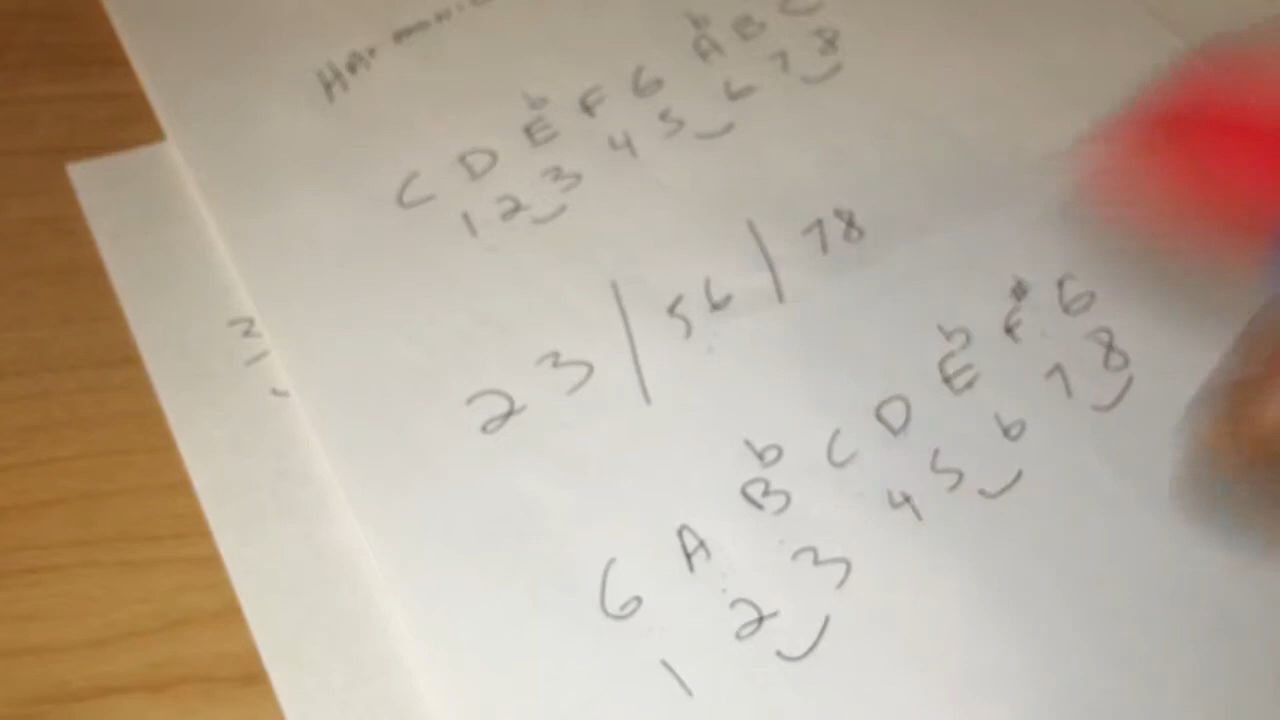 b b
C D E F G A B C
1 2 3 4 5 6 7 8
2 3 | 5 6 | 7 8
b b #
G A B C D E F G
1 2 3 4 5 6 7 8